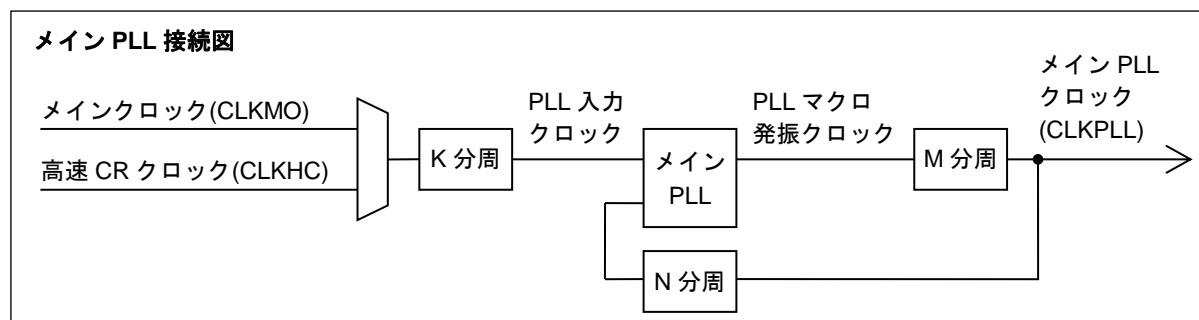 メイン PLL 接続図
メインクロック(CLKMO)
高速 CR クロック(CLKHC)
K 分周
PLL 入力
クロック
メイン
PLL
PLL マクロ
発振クロック
M 分周
メイン PLL
クロック
(CLKPLL)
N 分周